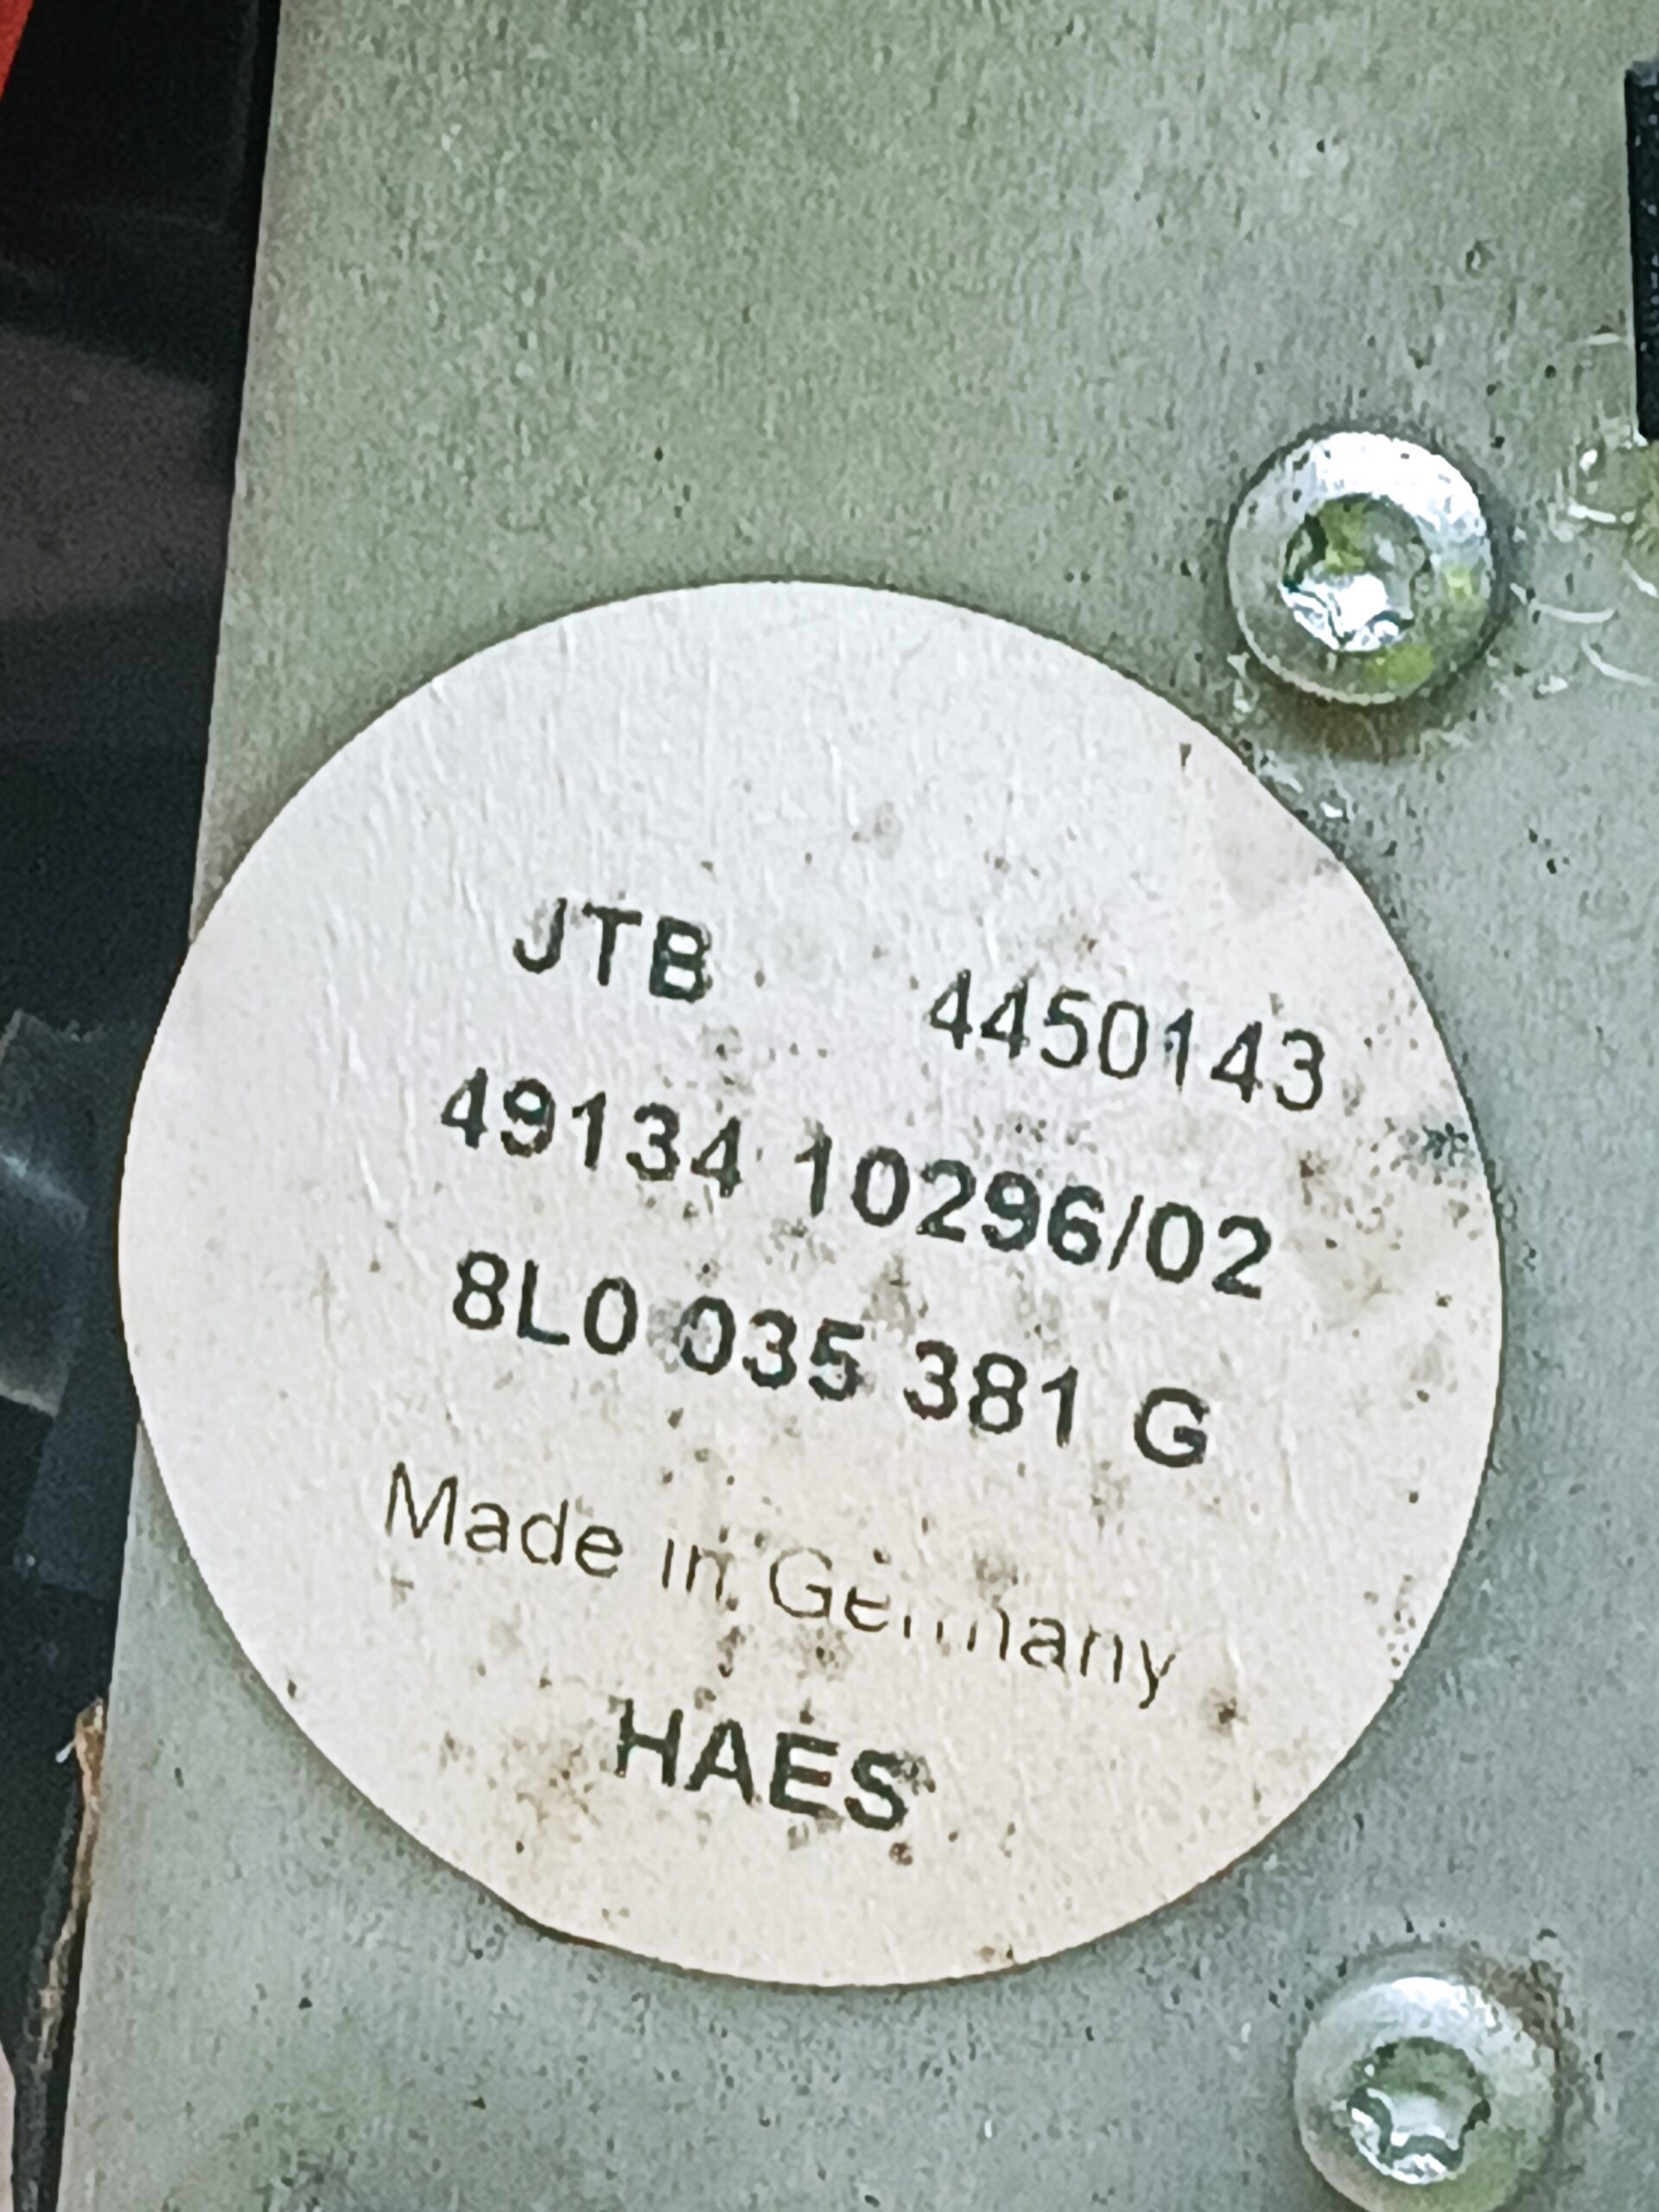 JTB 4450143
49134 10296/02
8L0 035 381 G
Made in Germany
HAES